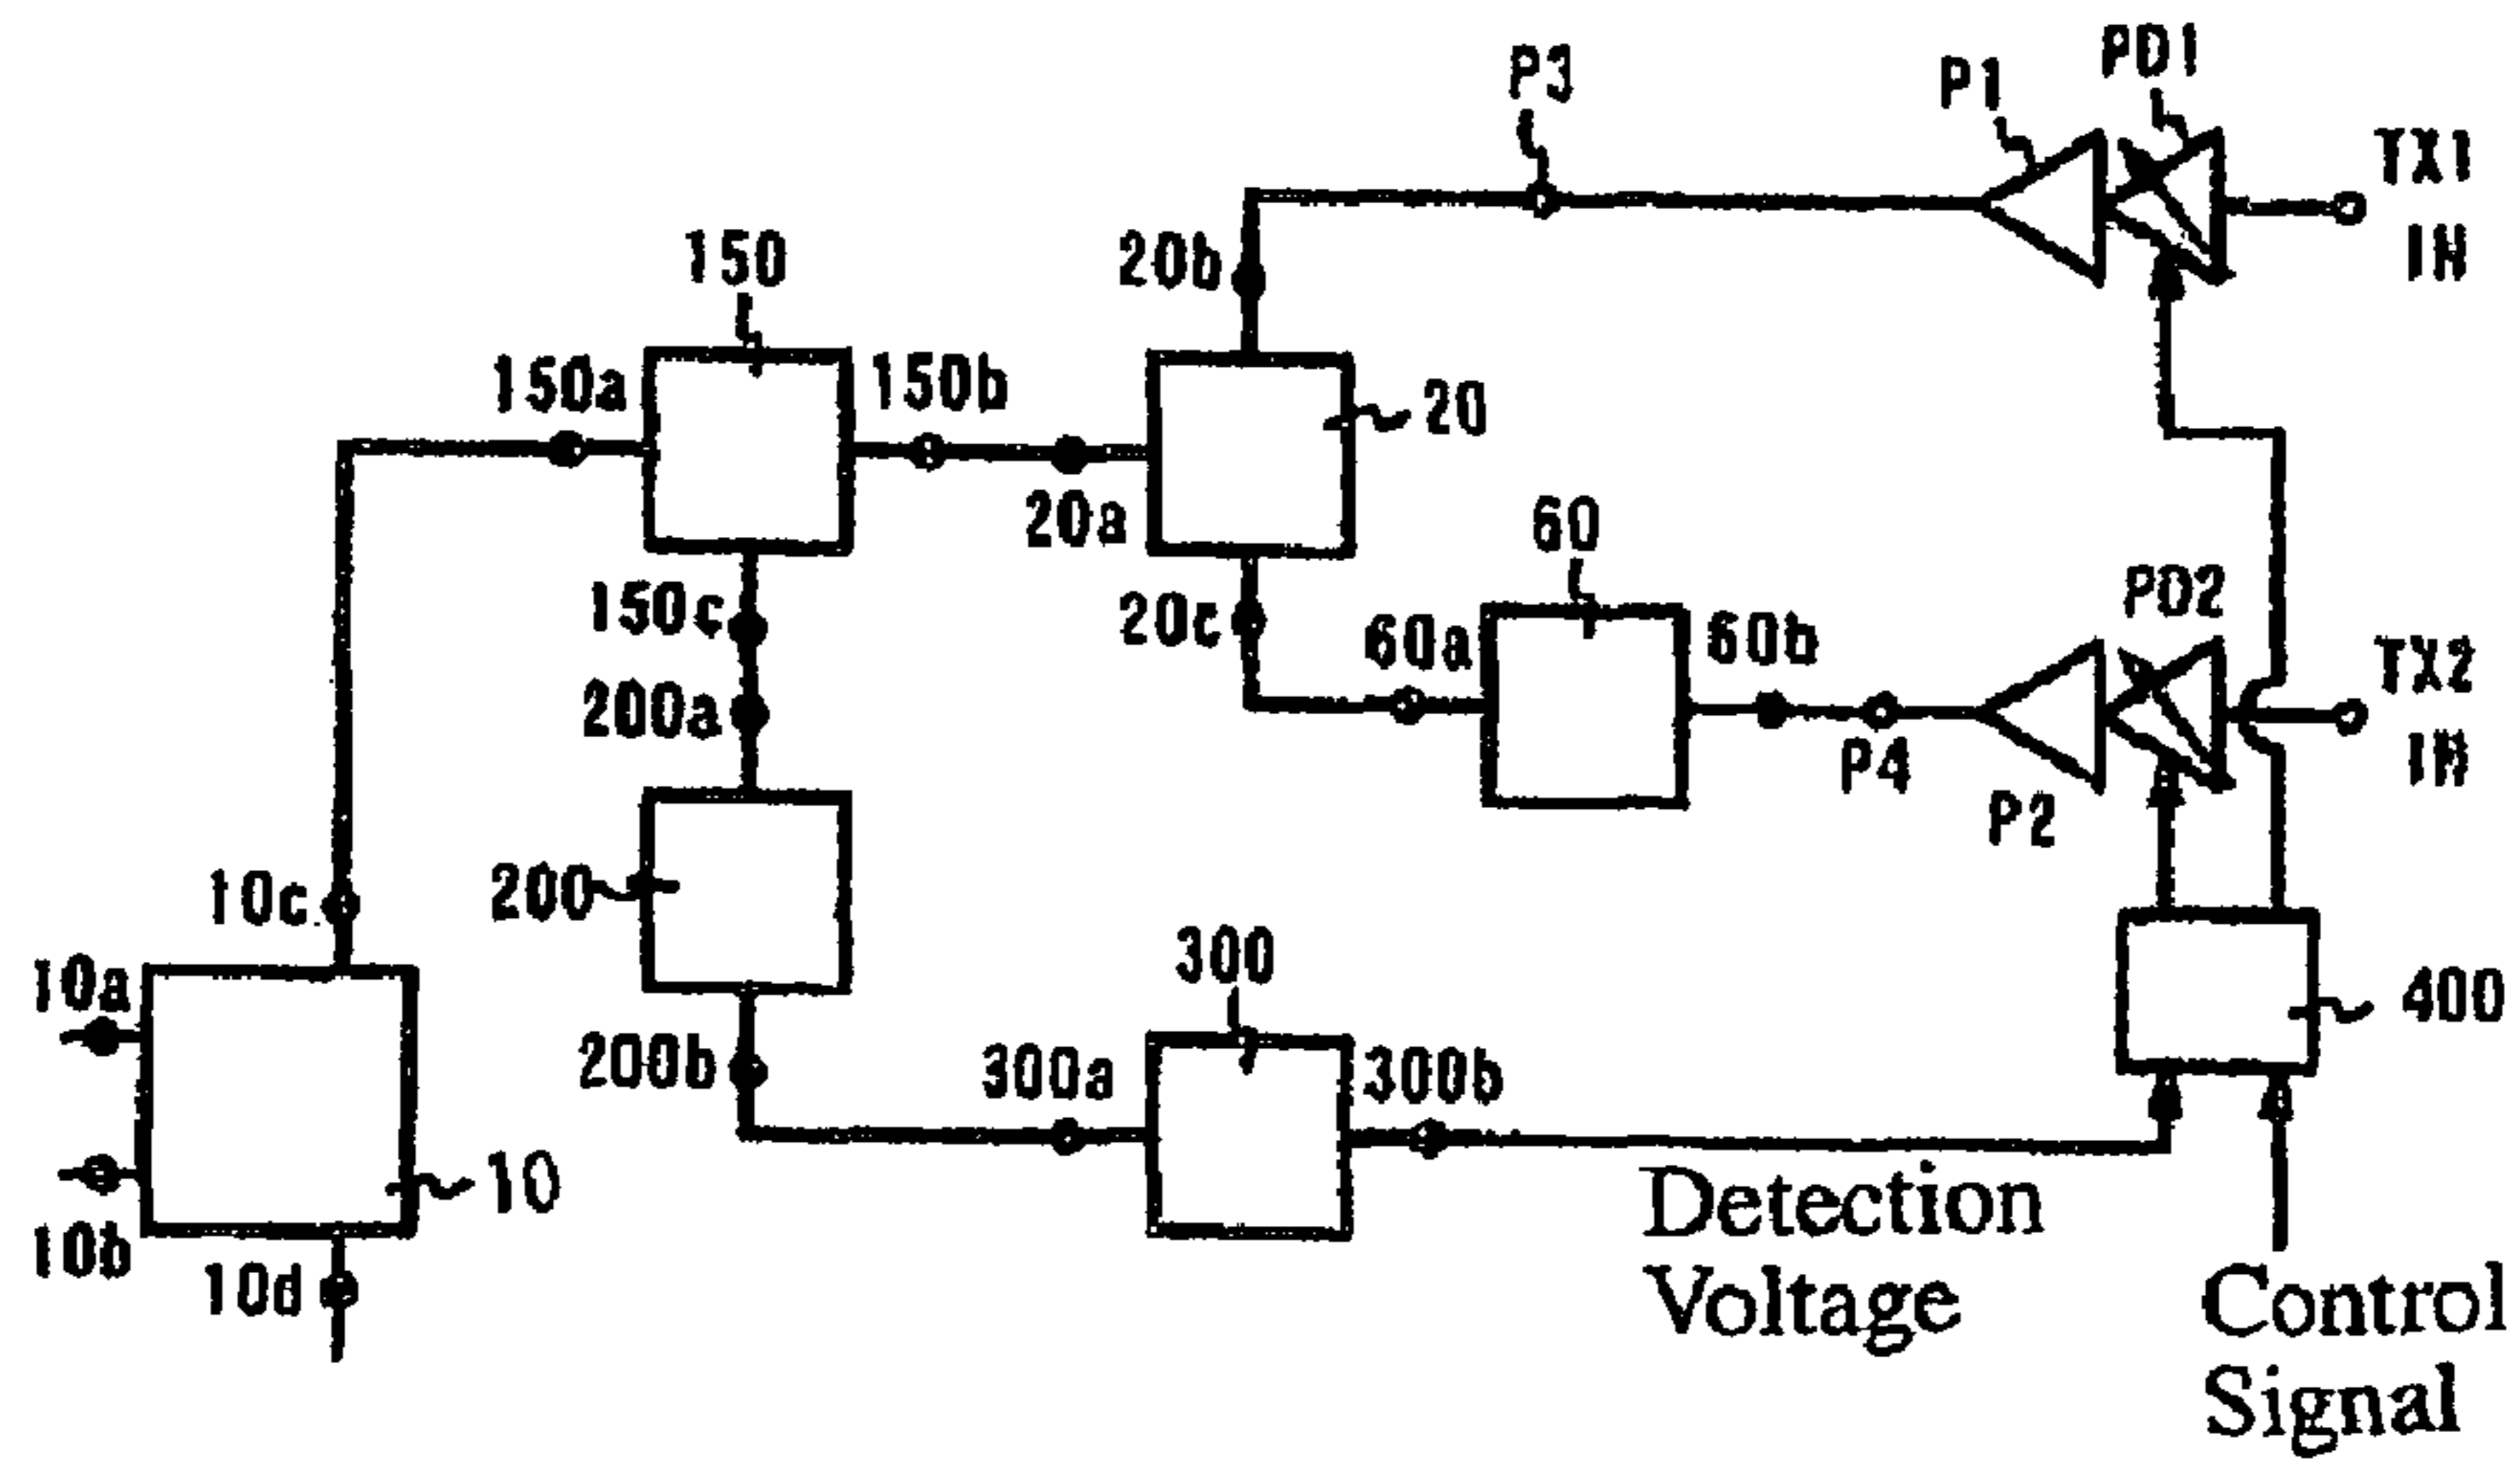 PD1
P3
P1
TX1
IN
150
20b
150a
150b
20
20a
60
150c
20c
60a
60b
PD2
TX2
IN
200a
P4
P2
200
10c
300
10a
400
200b
300a
300b
10
Detection
Voltage
10b
10d
Control
Signal